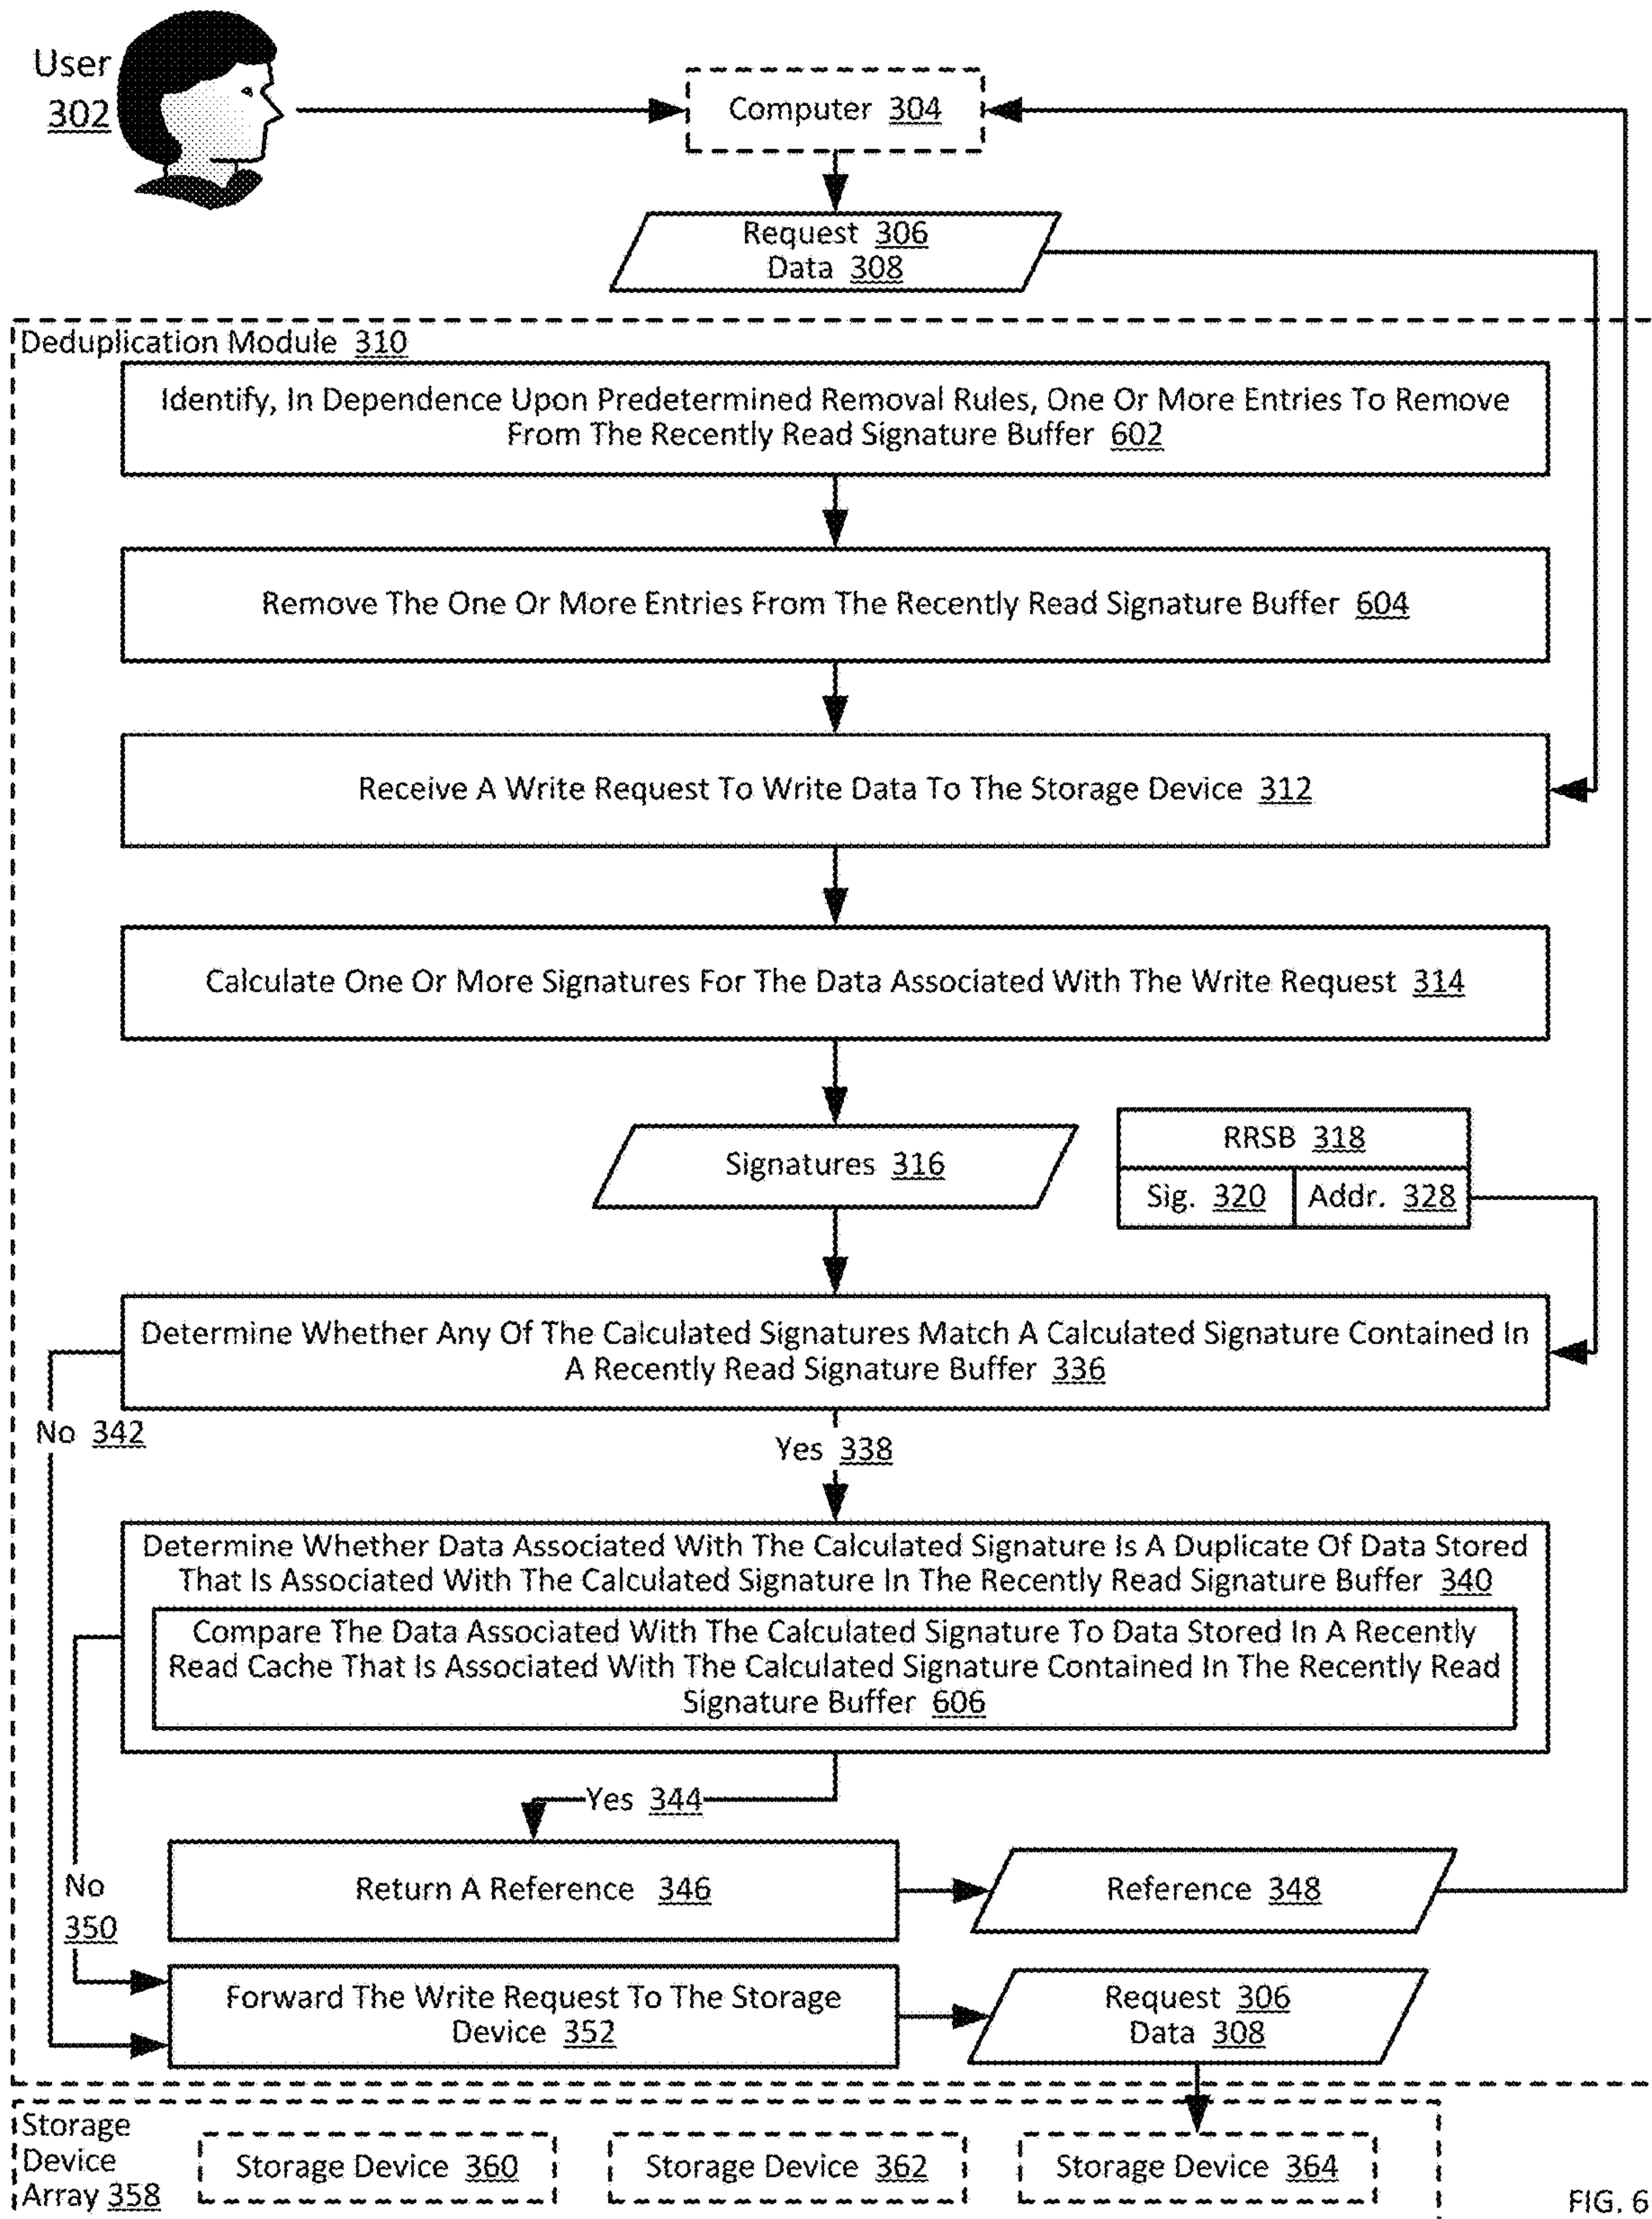 User
302
Computer 304
Request 306
Data 308
Deduplication Module 310
Identify, In Dependence Upon Predetermined Removal Rules, One Or More Entries To Remove
From The Recently Read Signature Buffer 602
Remove The One Or More Entries From The Recently Read Signature Buffer 604
Receive A Write Request To Write Data To The Storage Device 312
Calculate One Or More Signatures For The Data Associated With The Write Request 314
Signatures 316
RRSB 318
Sig. 320
Addr. 328
Determine Whether Any Of The Calculated Signatures Match A Calculated Signature Contained In
A Recently Read Signature Buffer 336
No 342
Yes 338
Determine Whether Data Associated With The Calculated Signature Is A Duplicate Of Data Stored
That Is Associated With The Calculated Signature In The Recently Read Signature Buffer 340
Compare The Data Associated With The Calculated Signature To Data Stored In A Recently
Read Cache That Is Associated With The Calculated Signature Contained In The Recently Read
Signature Buffer 606
Yes 344
No
350
Return A Reference 346
Reference 348
Forward The Write Request To The Storage
Device 352
Request 306
Data 308
Storage
Device
Array 358
Storage Device 360
Storage Device 362
Storage Device 364
FIG. 6